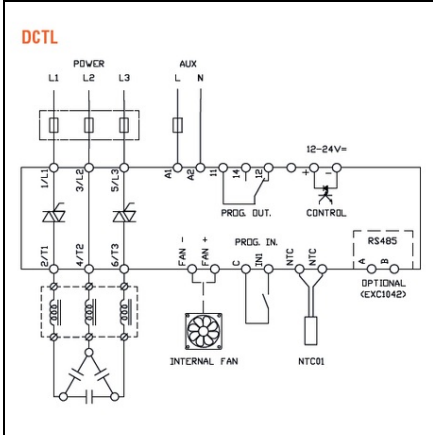 DCTL
POWER AUX
L1 L2 L3 L N
12-24V=
1/L1 3/L2 5/L3 A1 A2 11 14 12 + -
PROG. OUT. CONTROL
PROG. IN. RS485
2/T1 4/T2 6/T3 FAN - FAN + C IN1 NTC NTC A B
OPTIONAL
(EXC1042)
INTERNAL FAN NTC01